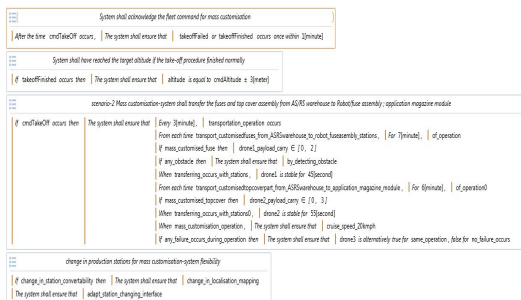 System shall acknowledge the fleet command for mass customisation
After the time cmdTakeOff occurs, The system shall ensure that takeoffFailed or takeoffFinished occurs once within 1[minute]
System shall have reached the target altitude if the take-off procedure finished normally
If takeoffFinished occurs then The system shall ensure that altitude is equal to cmdAltitude ± 3[meter]
scenario-2 Mass customisation-system shall transfer the fuses and top cover assembly from AS/RS warehouse to Robot/fuse assembly ; application magazine module
If cmdTakeOff occurs then The system shall ensure that Every 3[minute], transportation_operation occurs
From each time transport_customisedfuses_from_ASRSwarehouse_to_robot_fuseassembly_stations, For 7[minute], of_operation
If mass_customised_fuse then drone1_payload_carry ∈ [0, 2]
If any_obstacle then The system shall ensure that by_detecting_obstacle
When transferring_occurs_with_stations, drone1 is stable for 45[second]
From each time transport_customisedtopcoverpart_from_ASRSwarehouse_to_application_magazine_module, For 6[minute], of_operation0
If mass_customised_topcover then drone2_payload_carry ∈ [0, 3]
When transferring_occurs_with_stations0, drone2 is stable for 55[second]
When mass_customisation_operation, The system shall ensure that cruise_speed_20kmph
If any_failure_occurs_during_operation then The system shall ensure that drone3 is alternatively true for same_operation, false for no_failure_occurs
change in production stations for mass customisation-system flexibility
If change_in_station_convertability then The system shall ensure that change_in_localisation_mapping
The system shall ensure that adapt_station_changing_interface